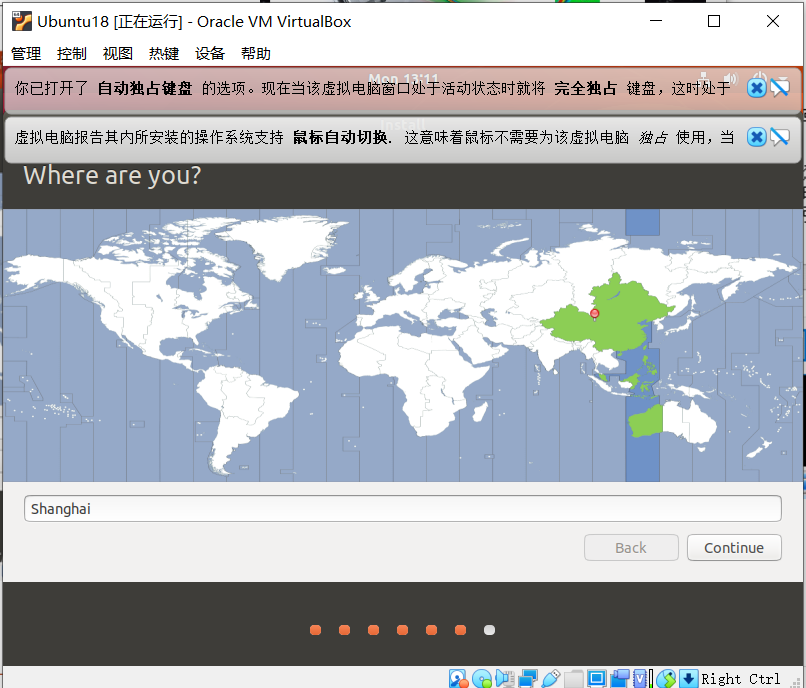 Ubuntu18 [正在运行] - Oracle VM VirtualBox
管理 控制 视图 热键 设备 帮助
Mon 13:11
你已打开了 自动独占键盘 的选项。现在当该虚拟电脑窗口处于活动状态时就将 完全独占 键盘，这时处于
Install
虚拟电脑报告其内所安装的操作系统支持 鼠标自动切换. 这意味着鼠标不需要为该虚拟电脑 独占 使用，当
Where are you?
Shanghai
Back Continue
Right Ctrl